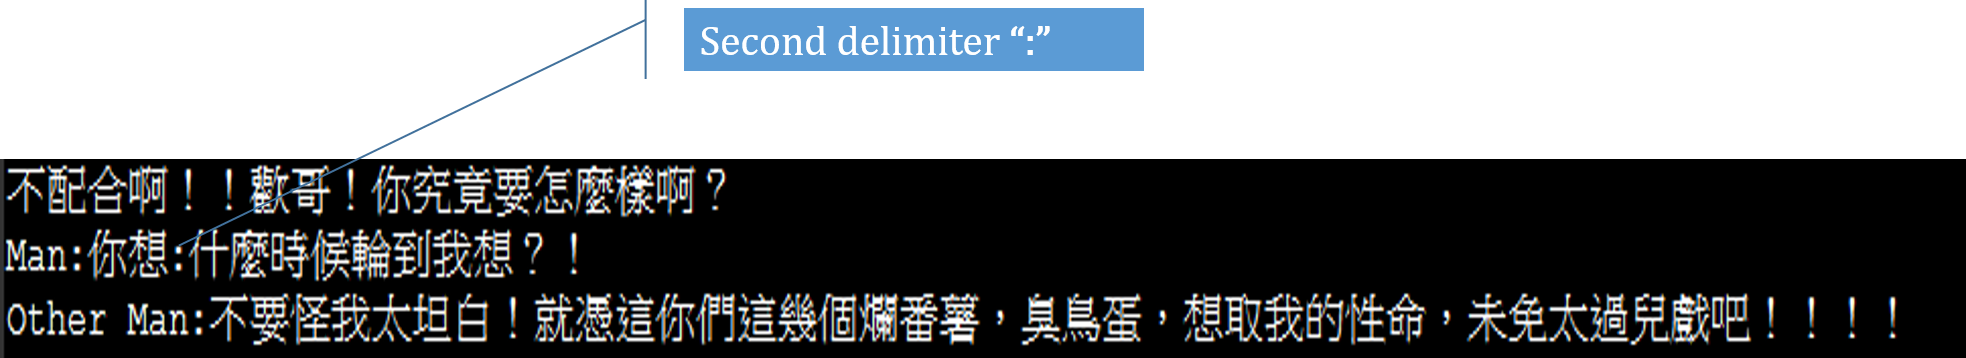 Second delimiter “:”
不配合啊！！歡哥！你究竟要怎麼樣啊？
Man:你想:什麼時候輪到我想？！
Other Man:不要怪我太坦白！就憑這你們這幾個爛番薯，臭鳥蛋，想取我的性命，未免太過兒戲吧！！！！